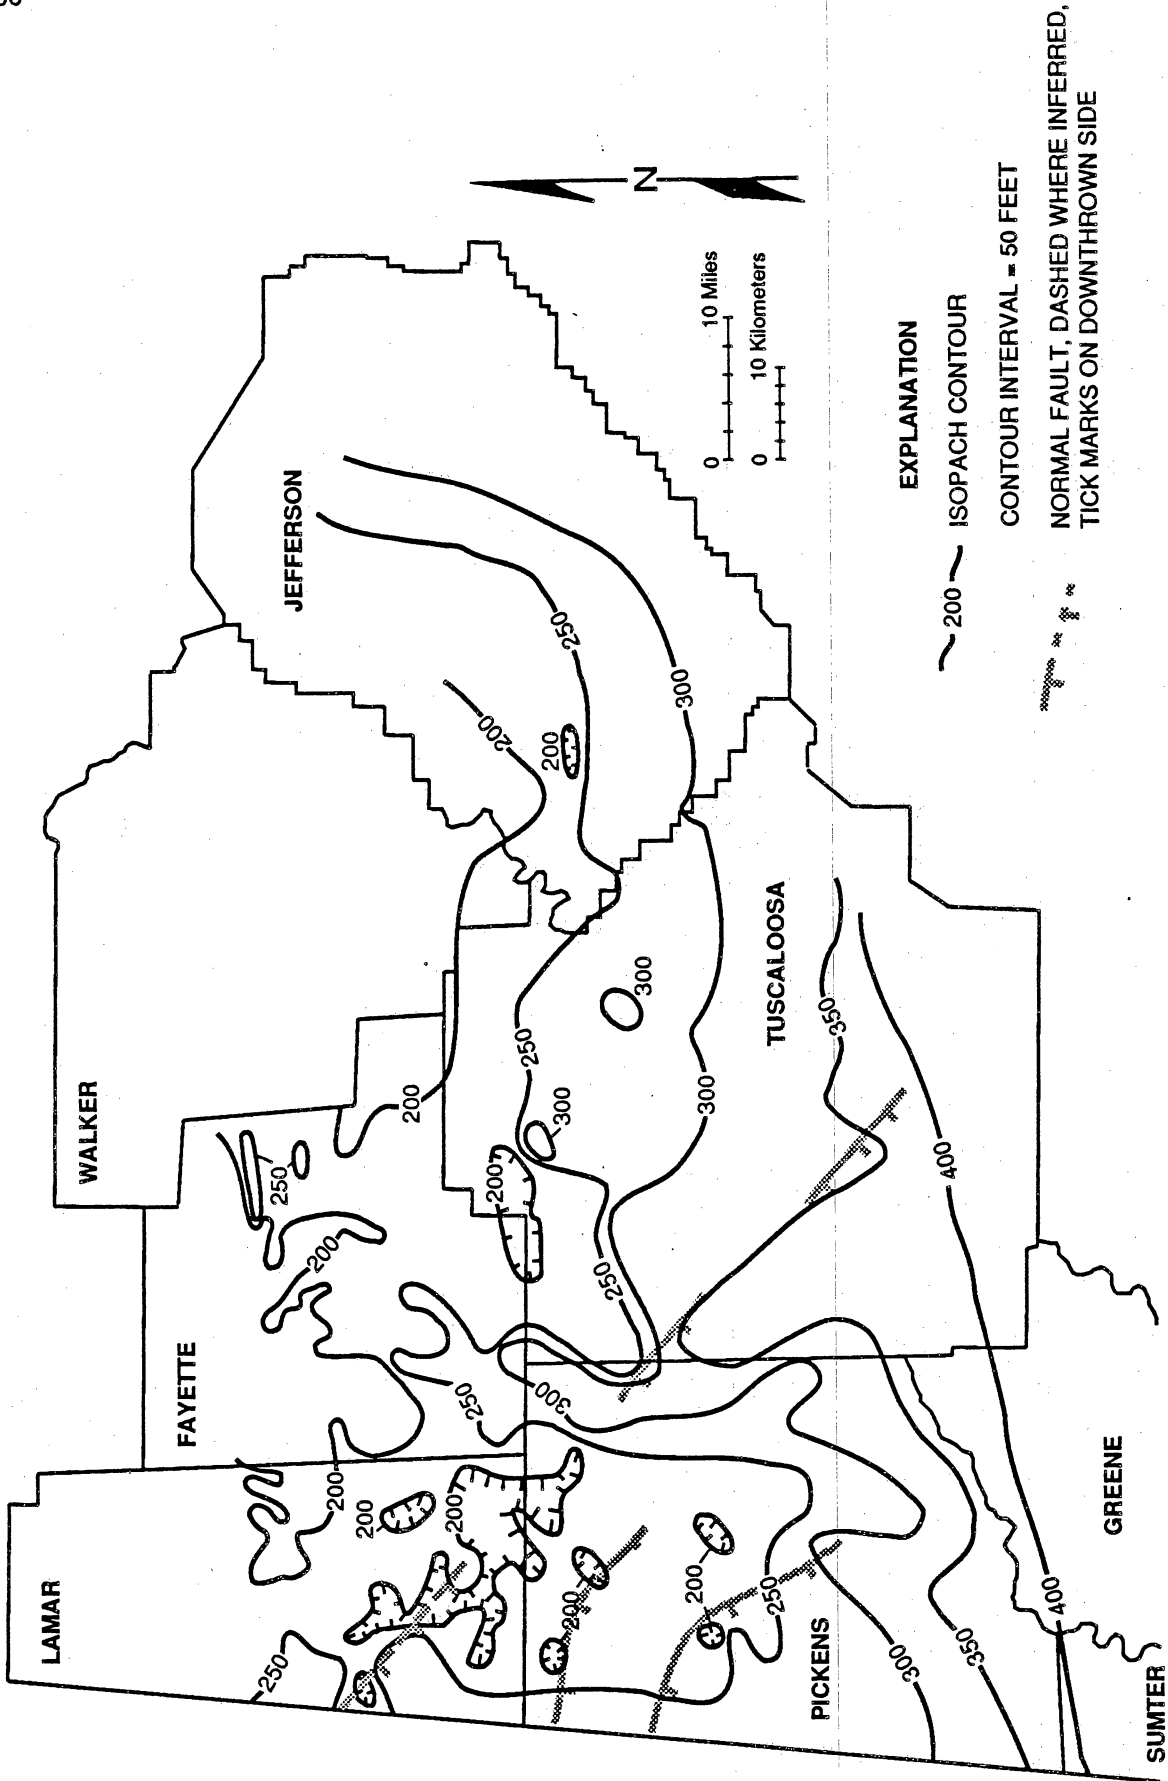 LAMAR
FAYETTE
WALKER
JEFFERSON
PICKENS
TUSCALOOSA
GREENE
SUMTER
250
200
200
200
250
200
250
200
200
200
200
200
250
300
250
300
250
300
300
200
200
250
300
300
350
350
400
400
N
0 10 Miles
0 10 Kilometers
EXPLANATION
200 ISOPACH CONTOUR
CONTOUR INTERVAL = 50 FEET
NORMAL FAULT, DASHED WHERE INFERRED,
TICK MARKS ON DOWNTHROWN SIDE